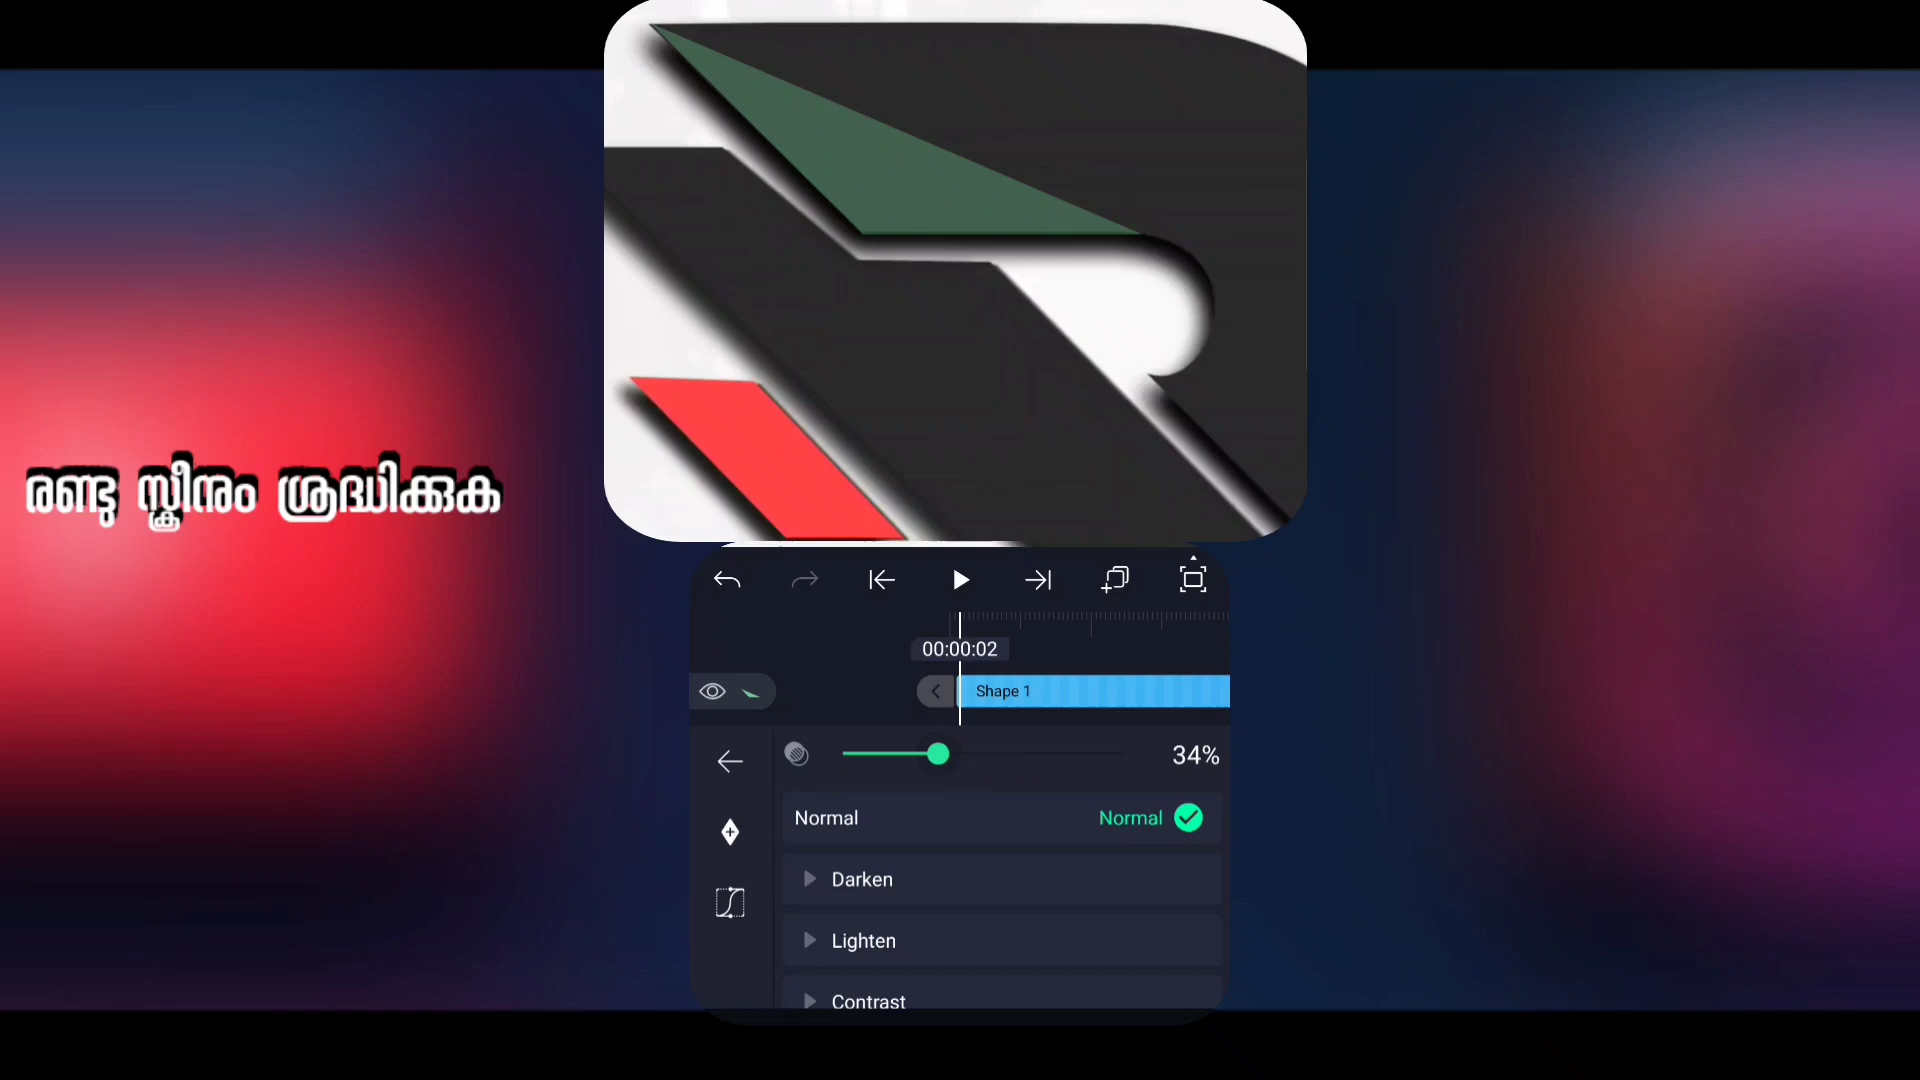 രണ്ടു സ്ക്രീനും ശ്രദ്ധിക്കുക
00:00:02
Shape 1
34%
Normal Normal
Darken
Lighten
Contrast